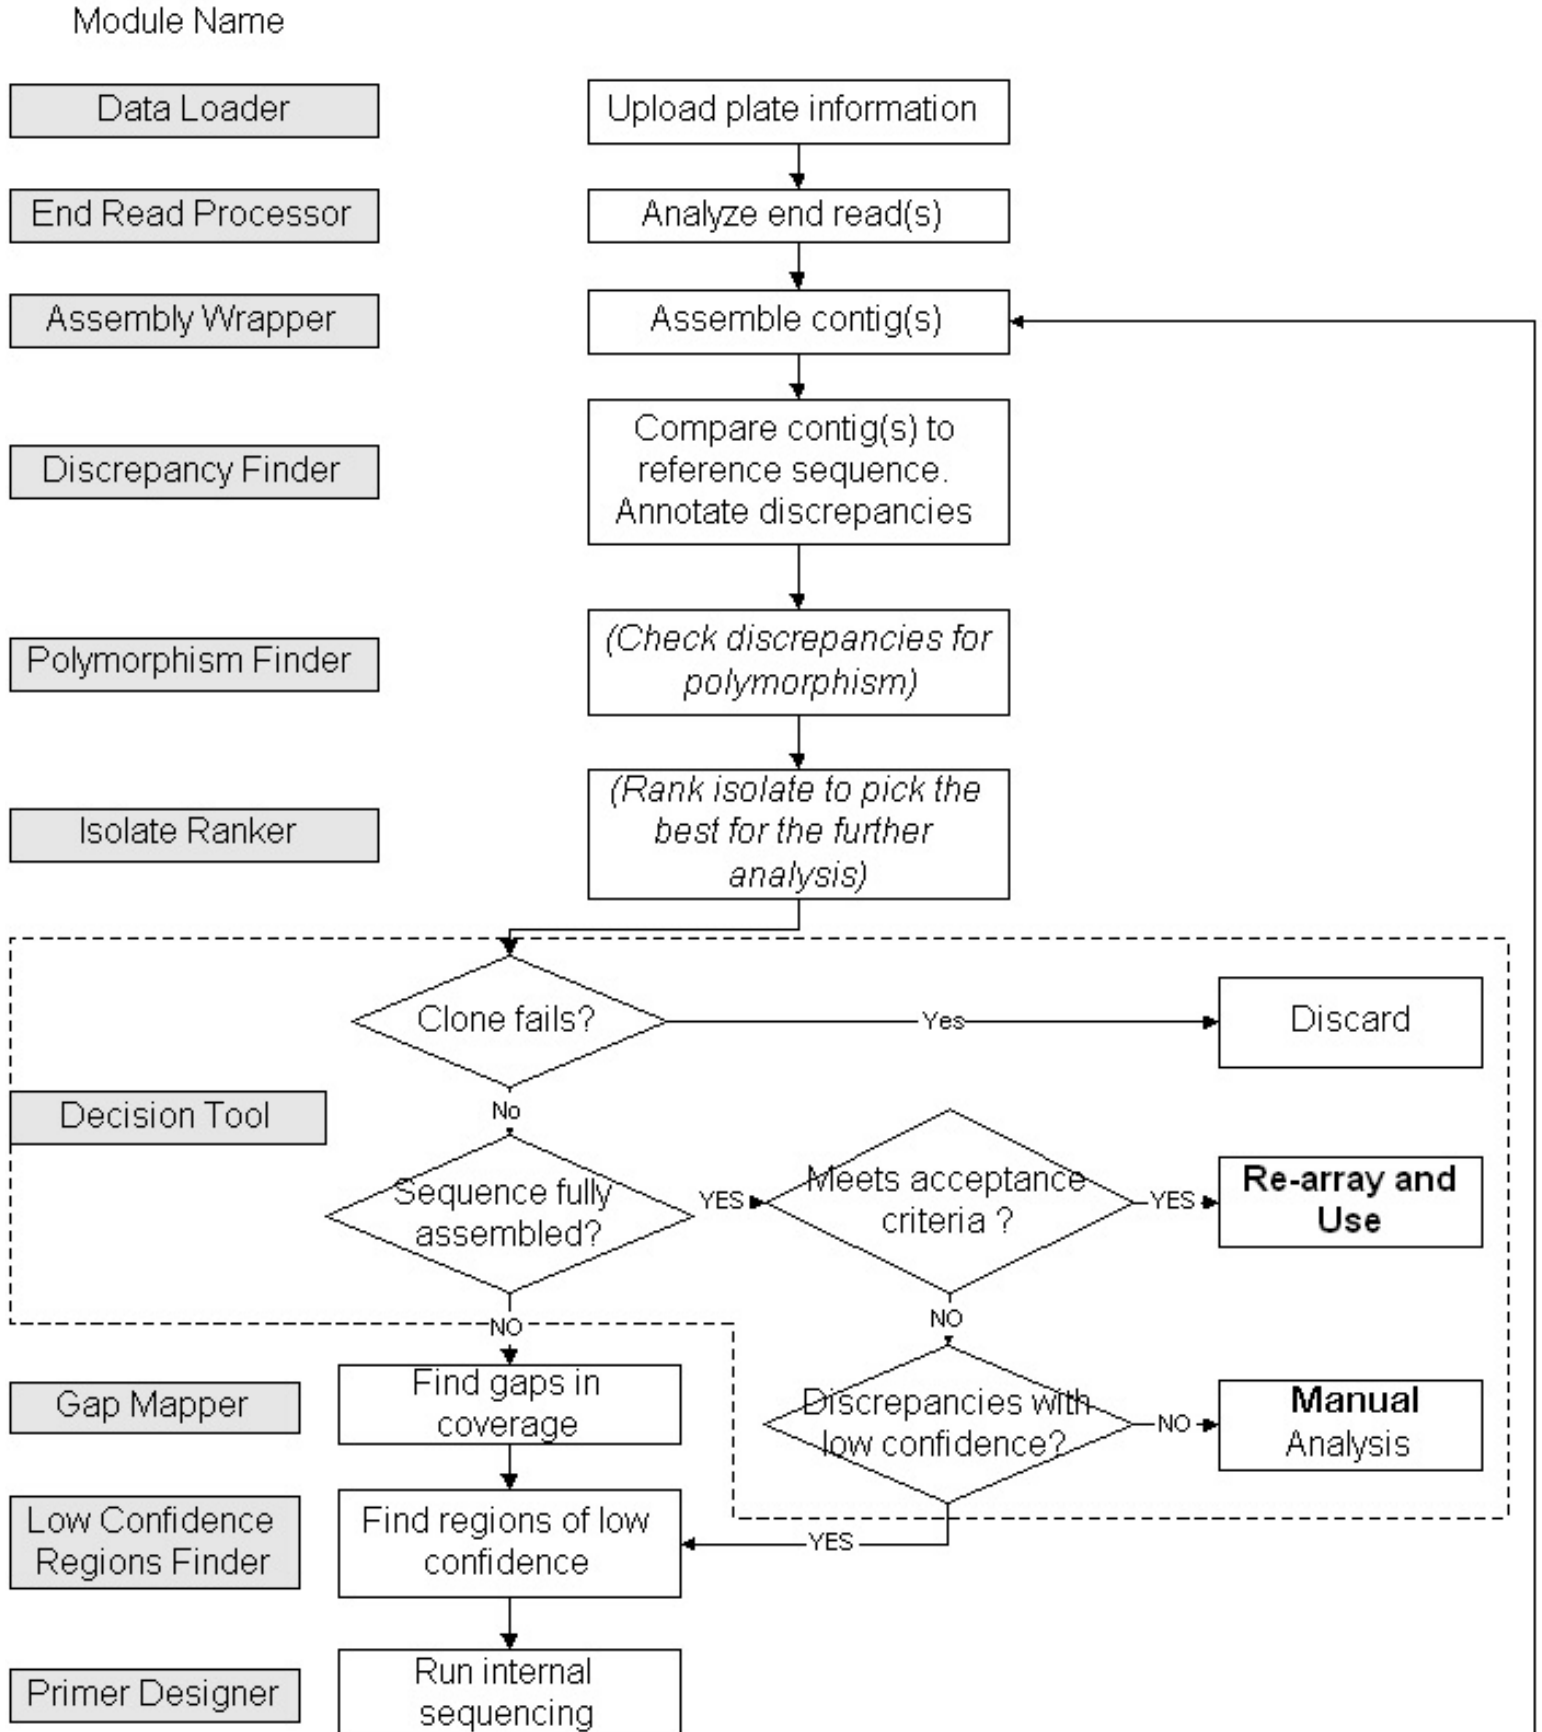 Module Name
Data Loader
Upload plate information
End Read Processor
Analyze end read(s)
Assembly Wrapper
Assemble contig(s)
Discrepancy Finder
Compare contig(s) to
reference sequence.
Annotate discrepancies
Polymorphism Finder
(Check discrepancies for
polymorphism)
Isolate Ranker
(Rank isolate to pick the
best for the further
analysis)
Clone fails?
Yes
Discard
No
Decision Tool
Sequence fully
assembled?
YES
Meets acceptance
criteria ?
YES
Re-array and
Use
NO
NO
Gap Mapper
Find gaps in
coverage
Discrepancies with
low confidence?
NO
Manual
Analysis
Low Confidence
Regions Finder
Find regions of low
confidence
YES
Primer Designer
Run internal
sequencing